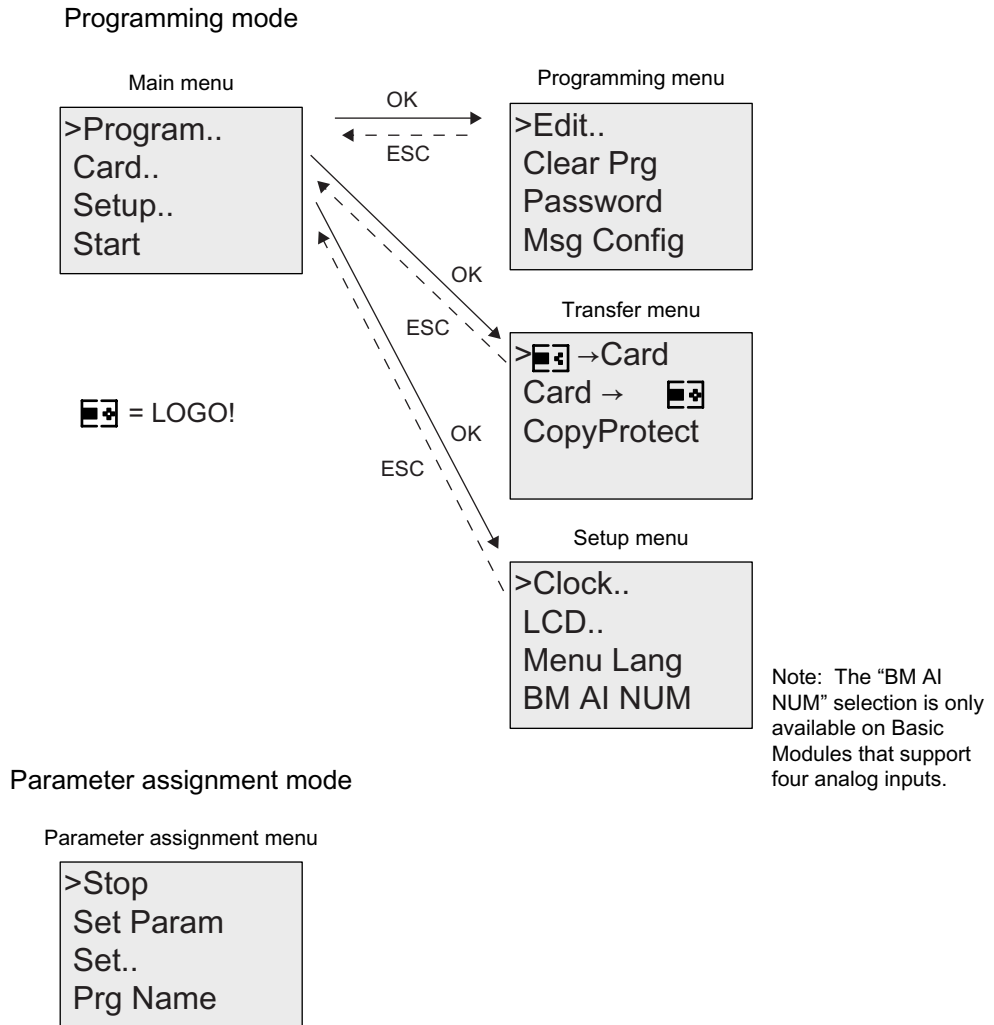 Programming mode
Main menu
>Program..
Card..
Setup..
Start
OK
ESC
Programming menu
>Edit..
Clear Prg
Password
Msg Config
OK
ESC
Transfer menu
> →Card
Card →
CopyProtect
= LOGO!
OK
ESC
Setup menu
>Clock..
LCD..
Menu Lang
BM AI NUM
Note: The “BM AI
NUM” selection is only
available on Basic
Modules that support
four analog inputs.
Parameter assignment mode
Parameter assignment menu
>Stop
Set Param
Set..
Prg Name